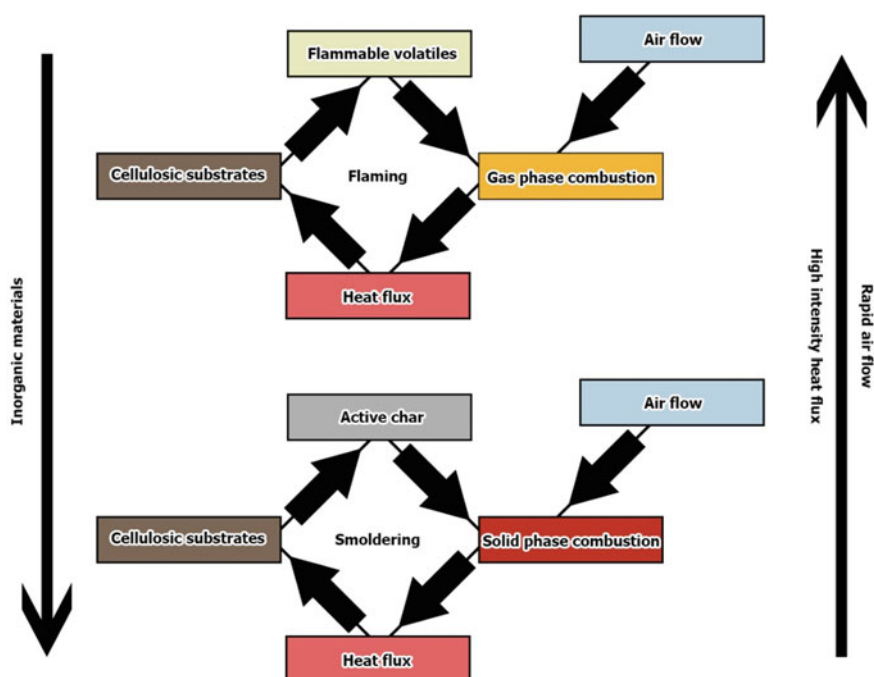 Flammable volatiles
Air flow
Cellulosic substrates
Flaming
Gas phase combustion
Heat flux
Inorganic materials
High intensity heat flux
Rapid air flow
Active char
Air flow
Cellulosic substrates
Smoldering
Solid phase combustion
Heat flux